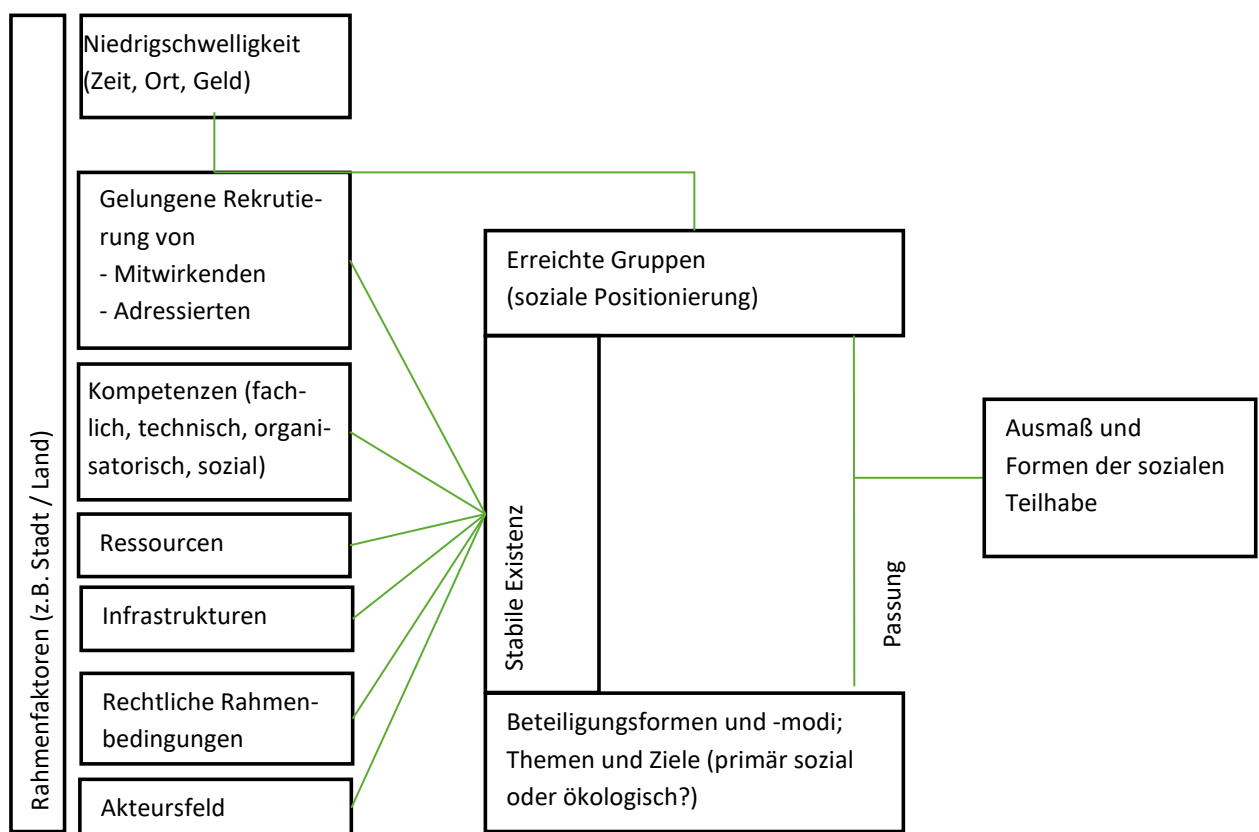 Rahmenfaktoren (z.B. Stadt / Land)
Niedrigschwelligkeit
(Zeit, Ort, Geld)
Gelungene Rekrutie-
rung von
- Mitwirkenden
- Adressierten
Kompetenzen (fach-
lich, technisch, organi-
satorisch, sozial)
Ressourcen
Infrastrukturen
Rechtliche Rahmen-
bedingungen
Akteursfeld
Erreichte Gruppen
(soziale Positionierung)
Stabile Existenz
Passung
Beteiligungsformen und -modi;
Themen und Ziele (primär sozial
oder ökologisch?)
Ausmaß und
Formen der sozialen
Teilhabe